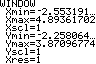 WINDOW
Xmin=-2.553191…
Xmax=4.89361702…
Xscl=1
Ymin=-2.258064…
Ymax=3.87096774…
Yscl=1
Xres=1